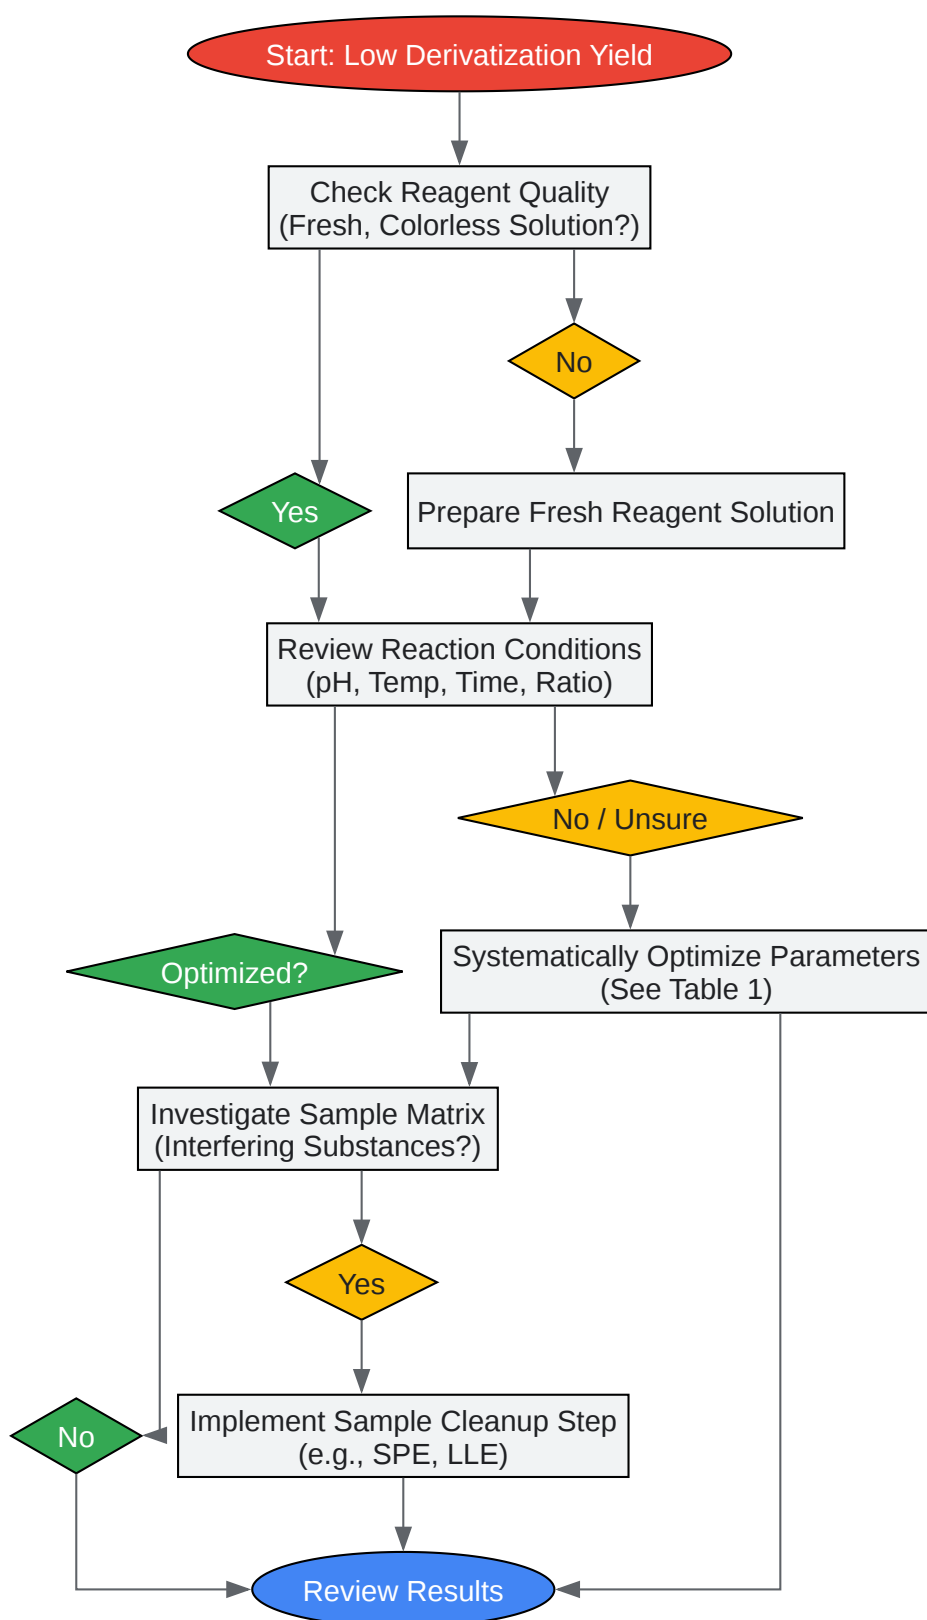 Start: Low Derivatization Yield
Check Reagent Quality
(Fresh, Colorless Solution?)
No
Yes
Prepare Fresh Reagent Solution
Review Reaction Conditions
(pH, Temp, Time, Ratio)
No / Unsure
Optimized?
Systematically Optimize Parameters
(See Table 1)
Investigate Sample Matrix
(Interfering Substances?)
Yes
No
Implement Sample Cleanup Step
(e.g., SPE, LLE)
Review Results